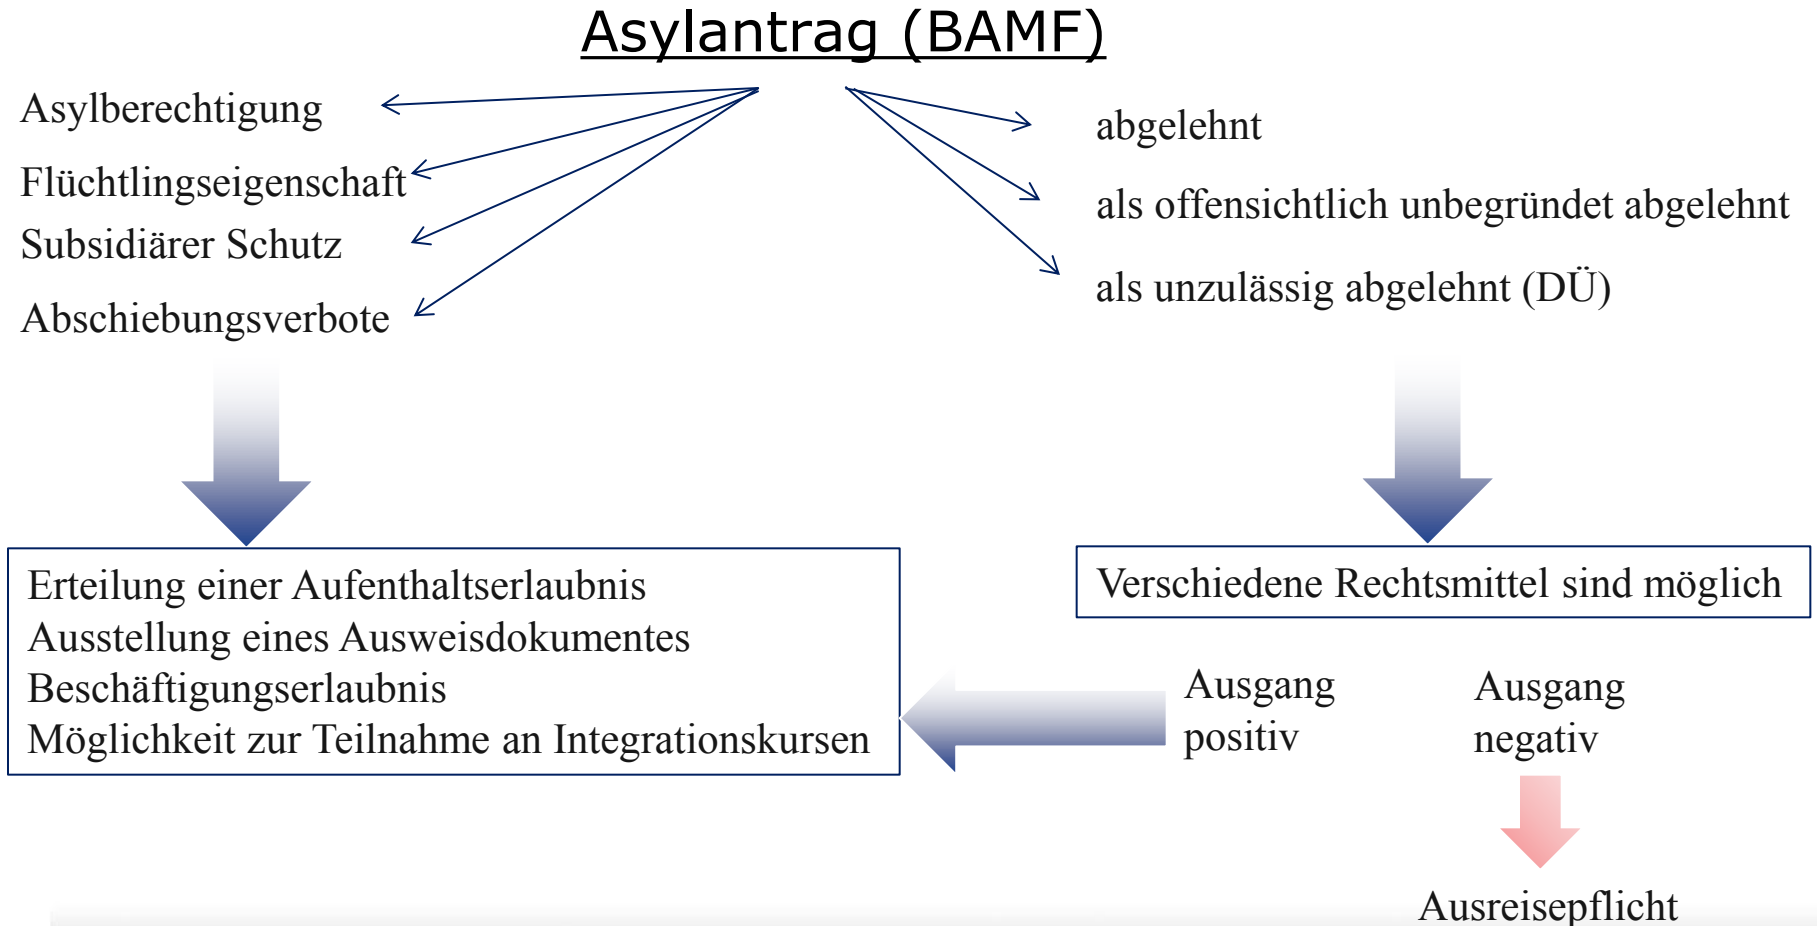 Asylantrag (BAMF)
Asylberechtigung
Flüchtlingseigenschaft
Subsidiärer Schutz
Abschiebungsverbote
abgelehnt
als offensichtlich unbegründet abgelehnt
als unzulässig abgelehnt (DÜ)
Erteilung einer Aufenthaltserlaubnis
Ausstellung eines Ausweisdokumentes
Beschäftigungserlaubnis
Möglichkeit zur Teilnahme an Integrationskursen
Verschiedene Rechtsmittel sind möglich
Ausgang
positiv
Ausgang
negativ
Ausreisepflicht